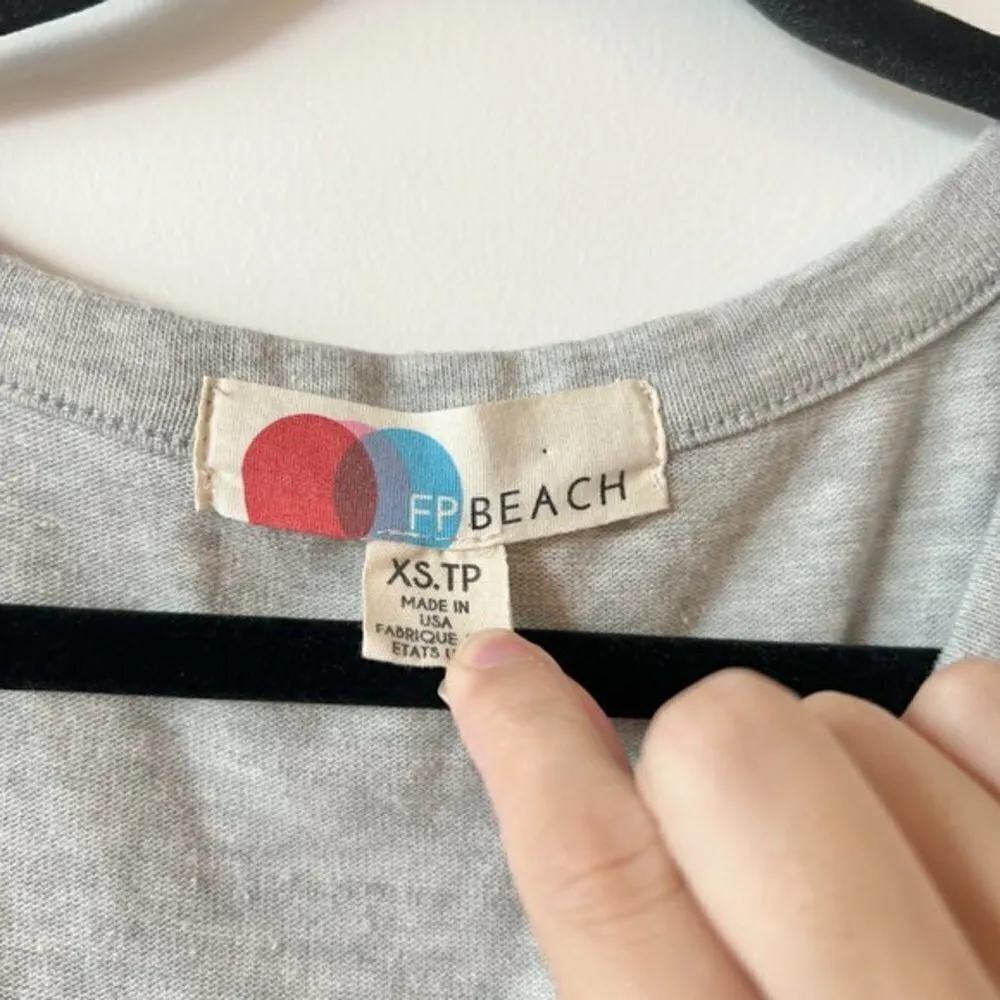 FP BEACH
XS.TP
MADE IN
USA
FABRIQUE
ETATS